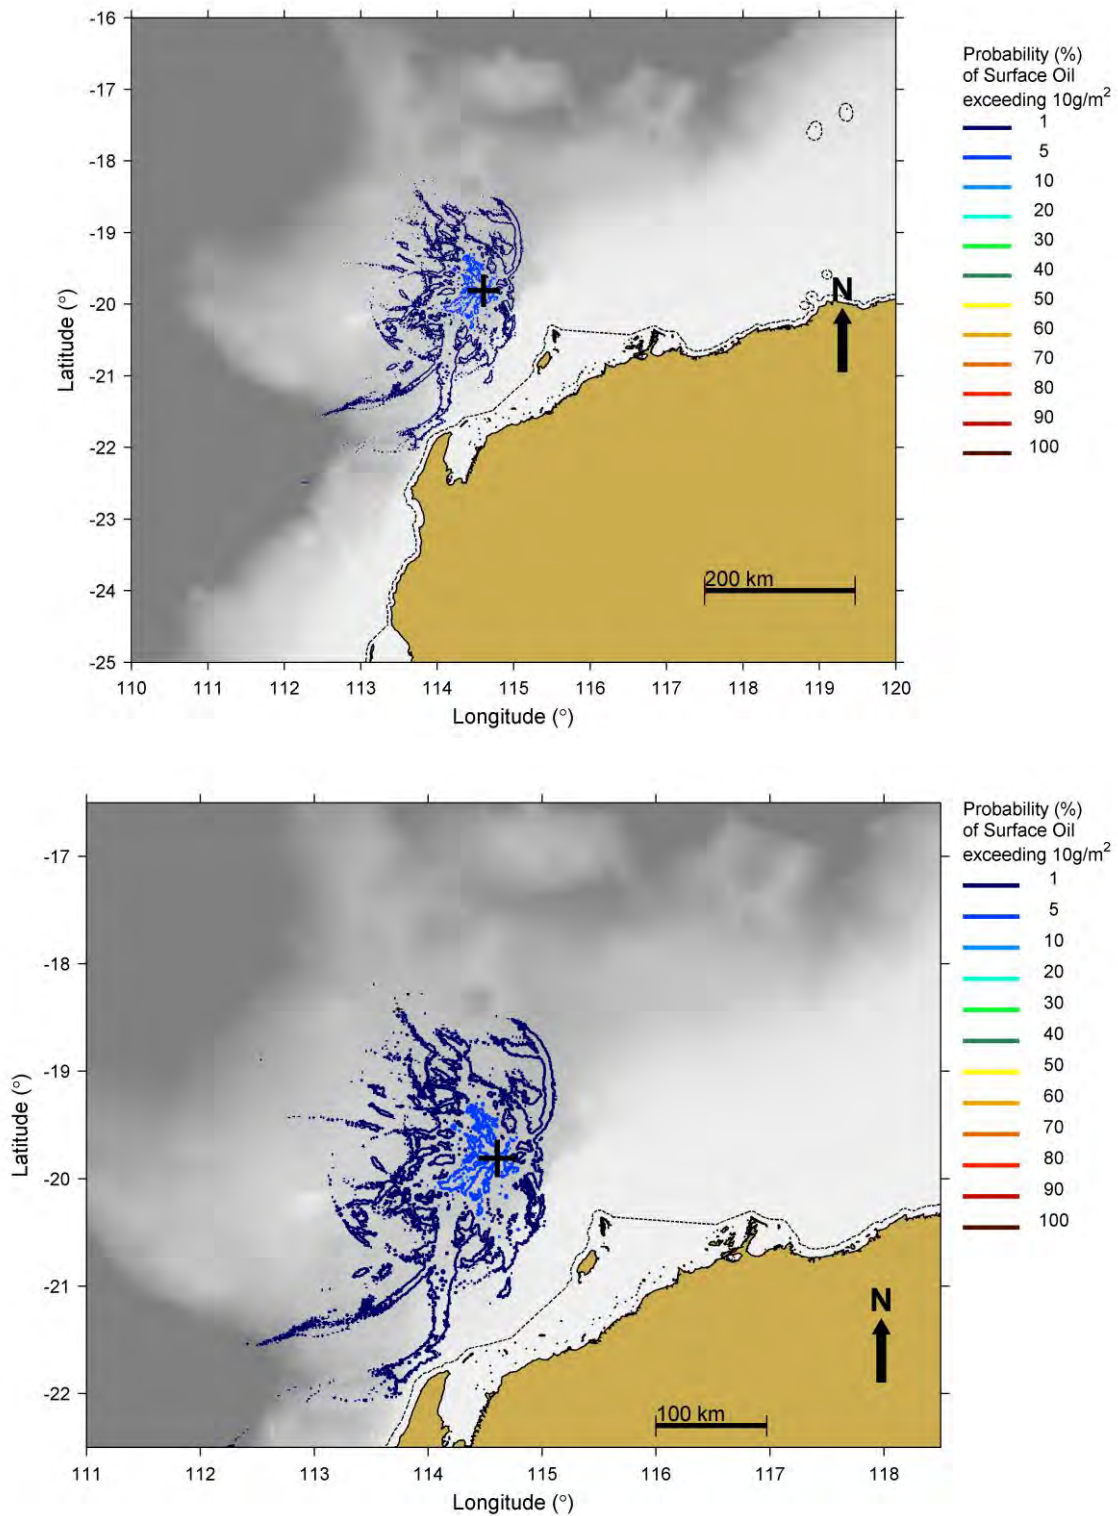 -16
-17
-18
-19
-20
-21
-22
-23
-24
-25
Latitude (°)
110 111 112 113 114 115 116 117 118 119 120
Longitude (°)
N
200 km
Probability (%)
of Surface Oil
exceeding 10g/m²
1
5
10
20
30
40
50
60
70
80
90
100
-17
-18
-19
-20
-21
-22
Latitude (°)
111 112 113 114 115 116 117 118
Longitude (°)
N
100 km
Probability (%)
of Surface Oil
exceeding 10g/m²
1
5
10
20
30
40
50
60
70
80
90
100